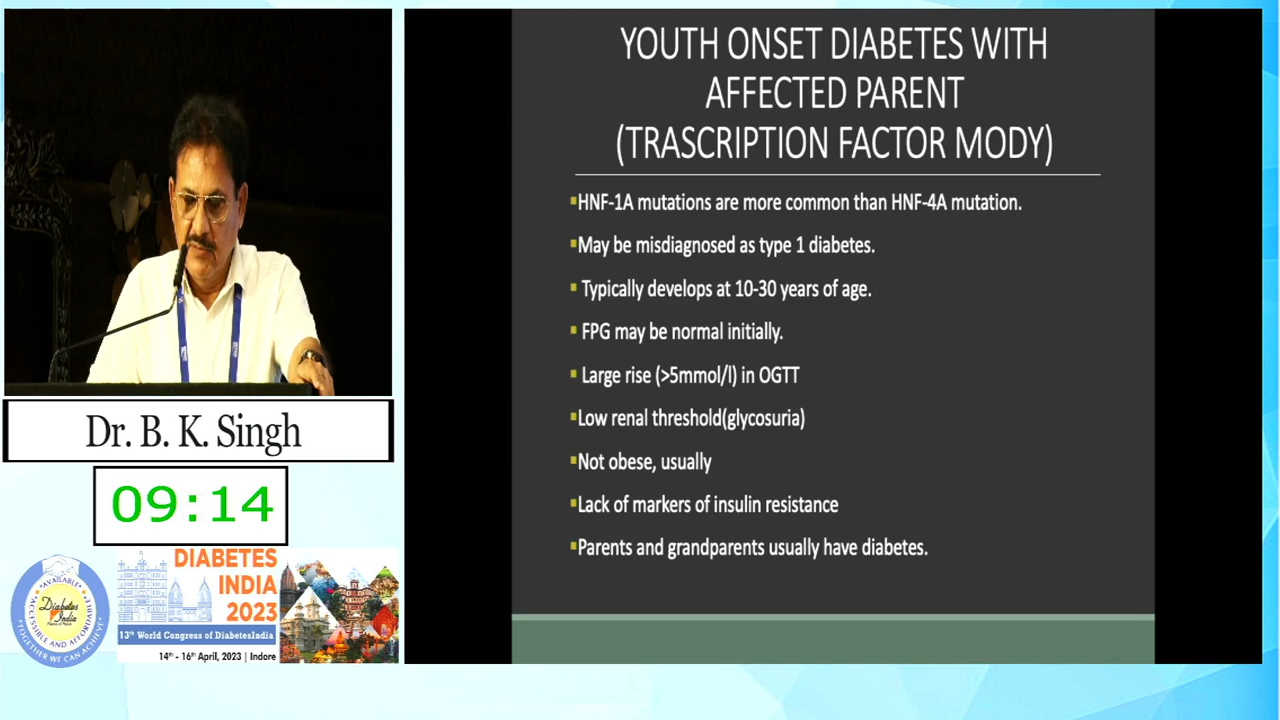 YOUTH ONSET DIABETES WITH
AFFECTED PARENT
(TRASCRIPTION FACTOR MODY)
HNF-1A mutations are more common than HNF-4A mutation.
May be misdiagnosed as type 1 diabetes.
Typically develops at 10-30 years of age.
FPG may be normal initially.
Large rise (>5mmol/l) in OGTT
Low renal threshold(glycosuria)
Not obese, usually
Lack of markers of insulin resistance
Parents and grandparents usually have diabetes.
Dr. B. K. Singh
09:14
AVAILABLE
ACCESSIBLE AND AFFORDABLE
Diabetes
India
TOGETHER WE CAN ACHIEVE
DIABETES
INDIA
2023
13th World Congress of DiabetesIndia
14th - 16th April, 2023 | Indore